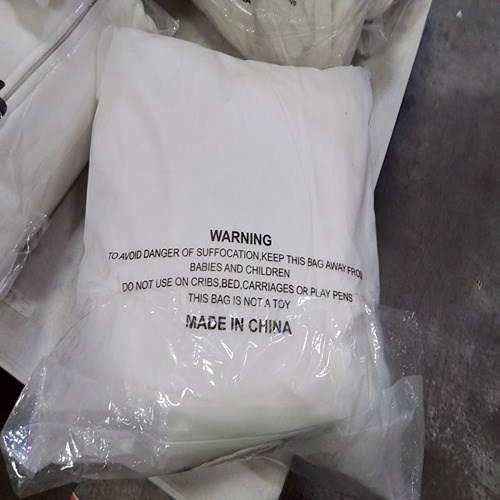 WARNING
TO AVOID DANGER OF SUFFOCATION,KEEP THIS BAG AWAY FROM
BABIES AND CHILDREN
DO NOT USE ON CRIBS,BED,CARRIAGES OR PLAY PENS
THIS BAG IS NOT A TOY
MADE IN CHINA